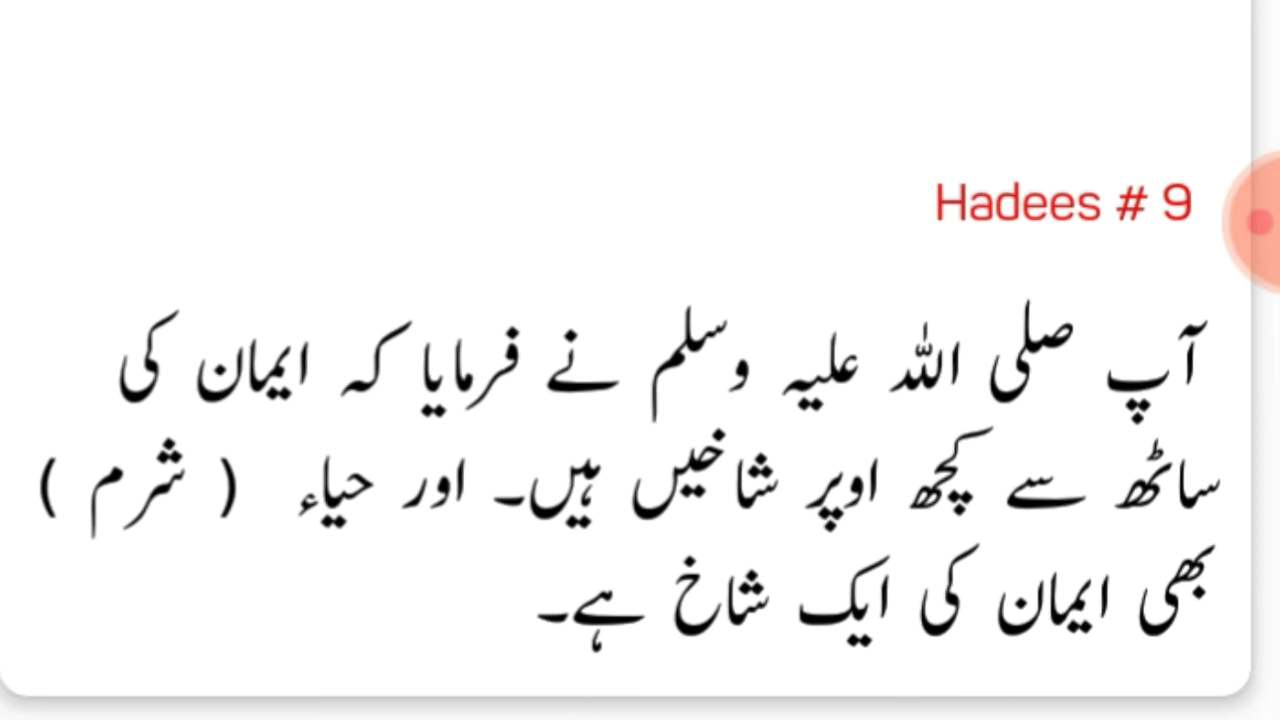 Hadees # 9
آپ صلی اللہ علیہ وسلم نے فرمایا کہ ایمان کی
ساٹھ سے کچھ اوپر شاخیں ہیں۔ اور حیاء ( شرم )
بھی ایمان کی ایک شاخ ہے۔